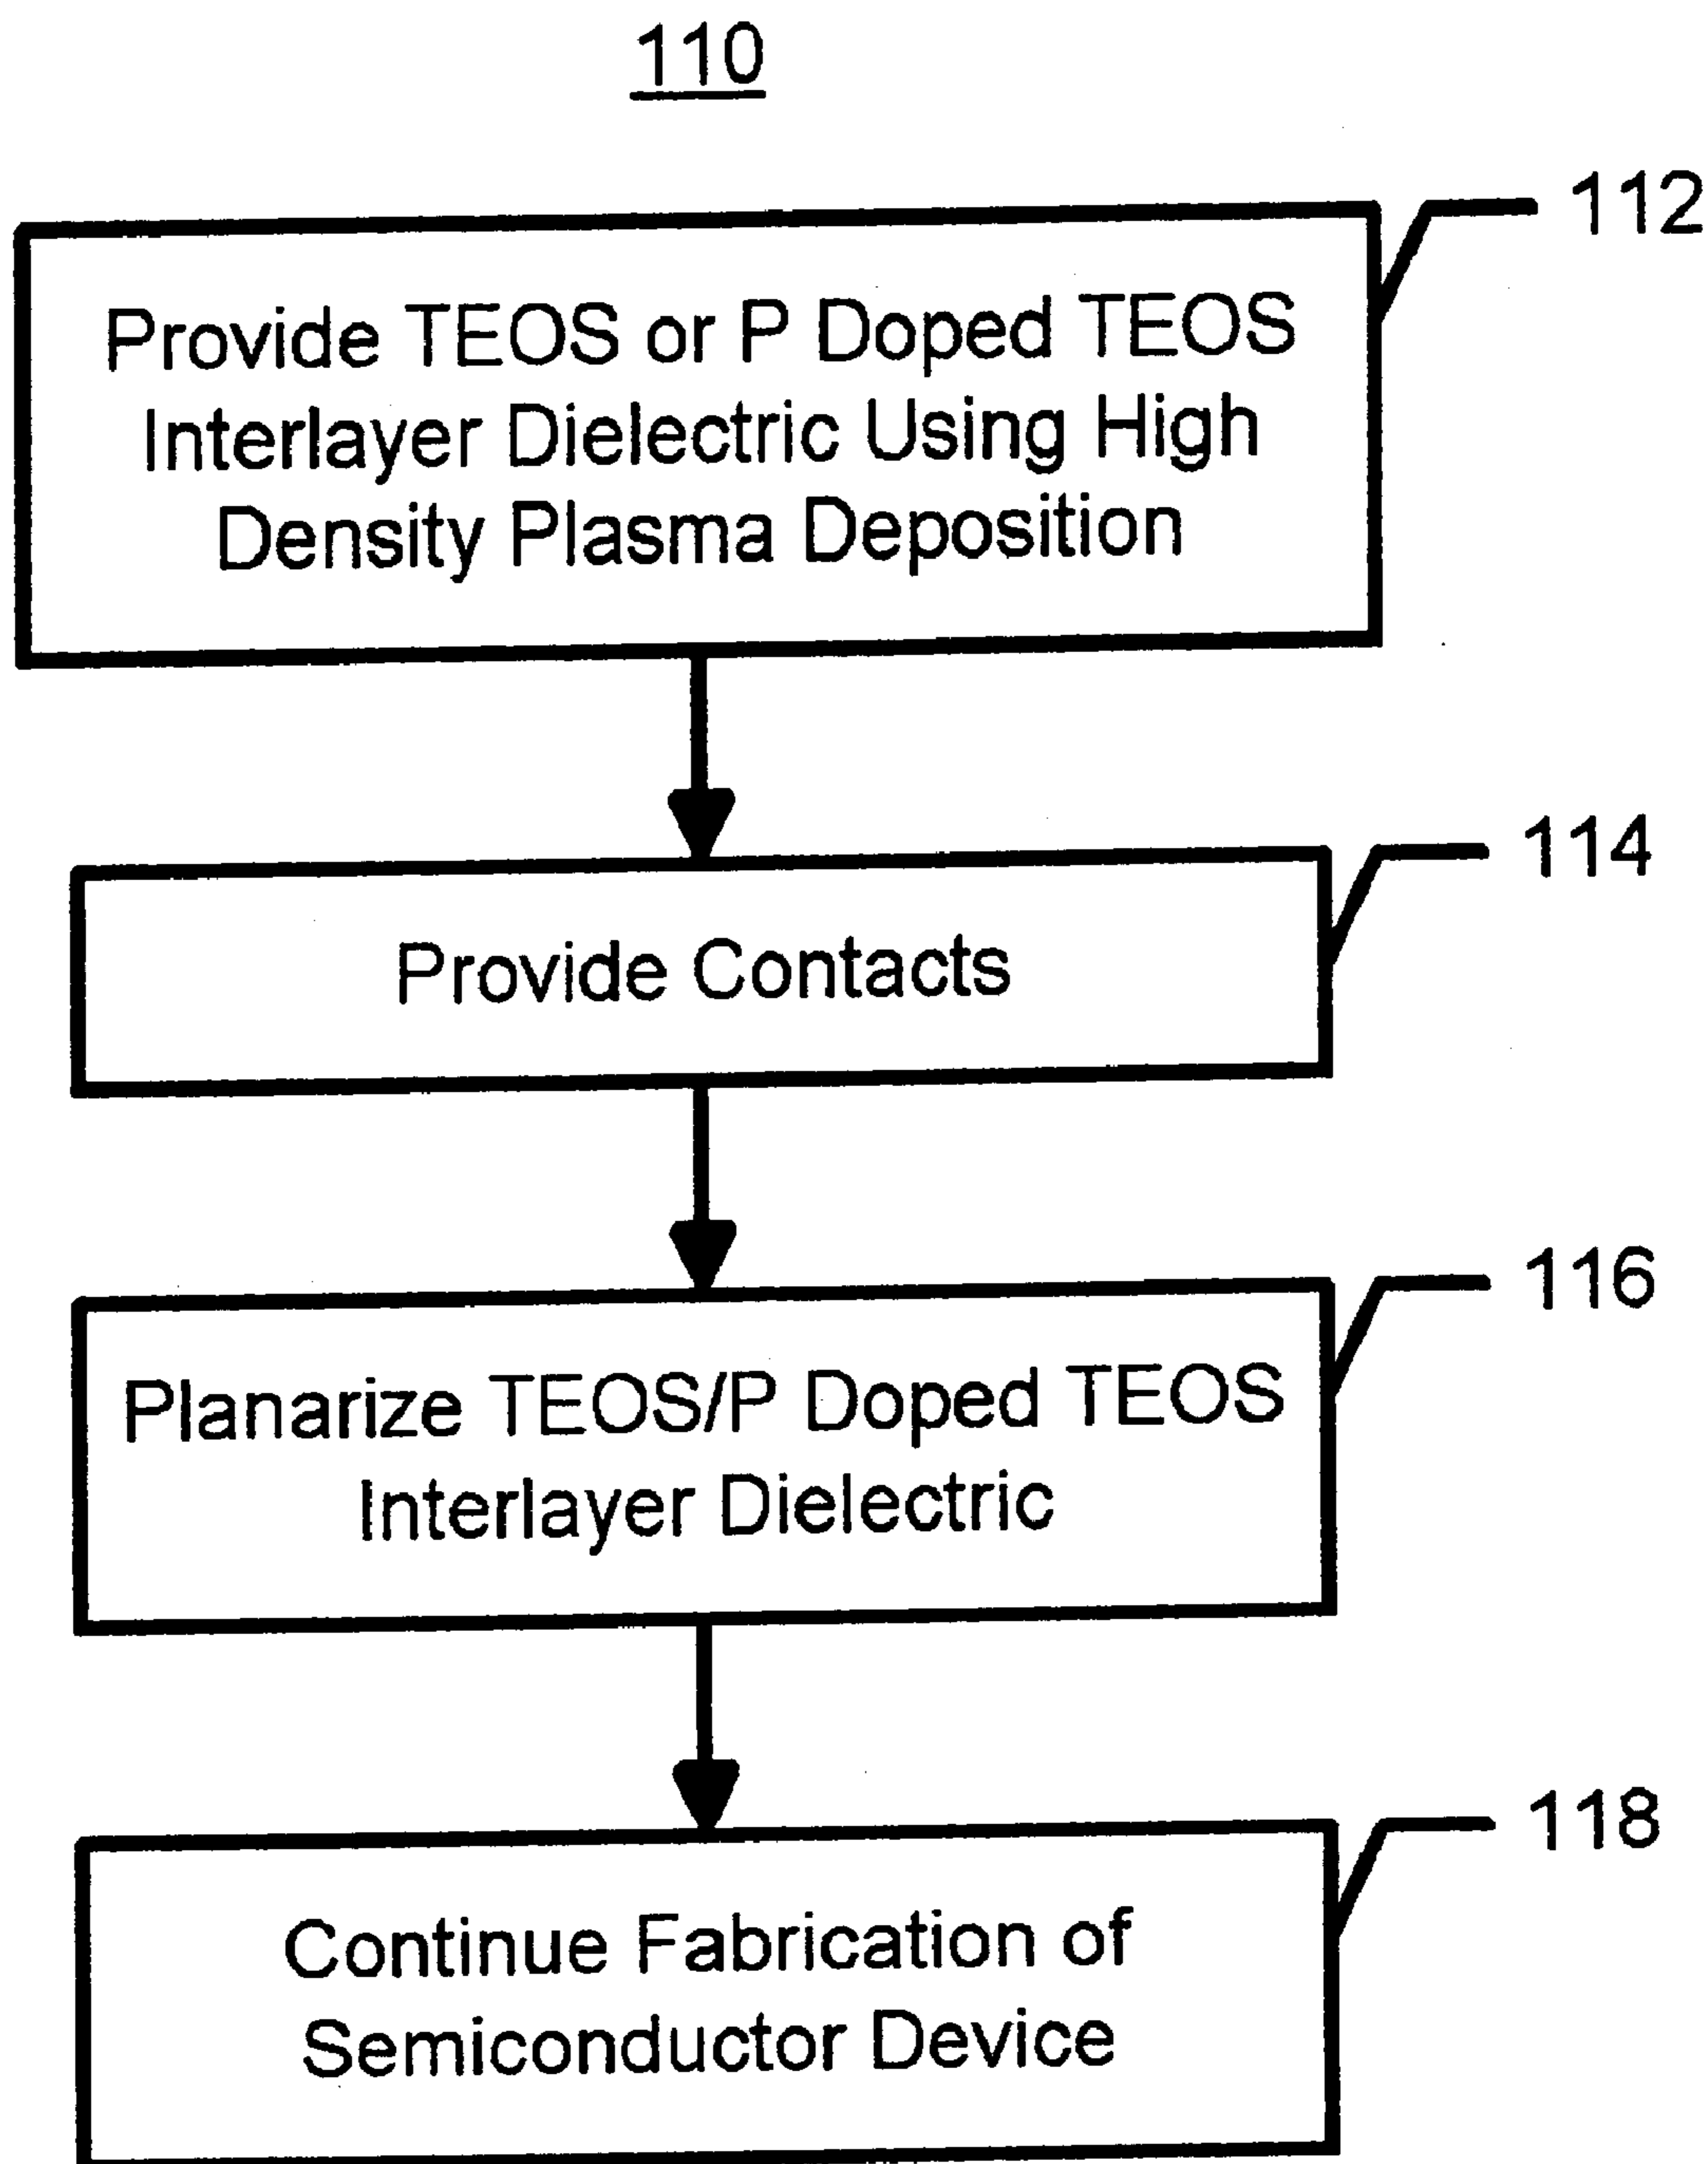 110
112
Provide TEOS or P Doped TEOS
Interlayer Dielectric Using High
Density Plasma Deposition
114
Provide Contacts
116
Planarize TEOS/P Doped TEOS
Interlayer Dielectric
118
Continue Fabrication of
Semiconductor Device